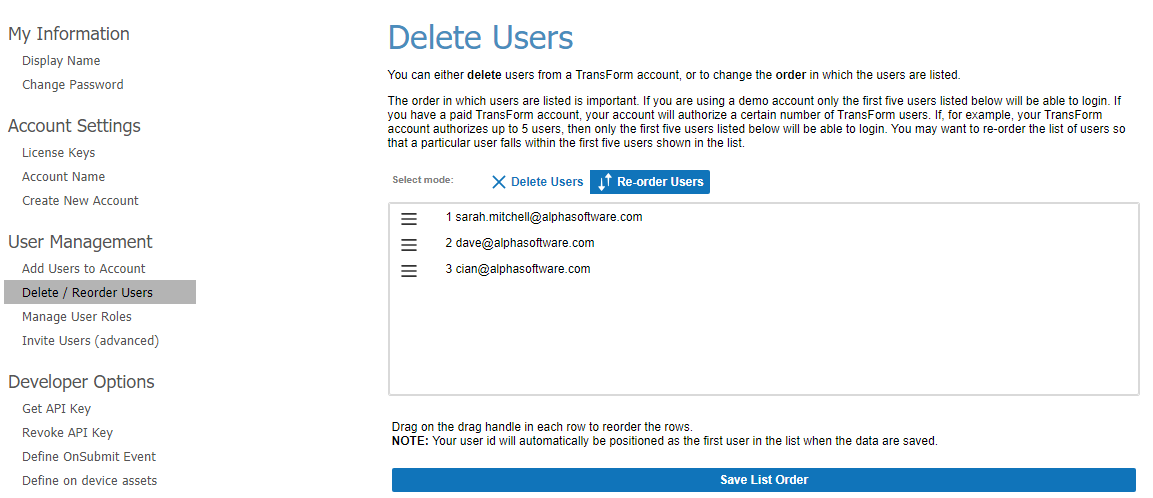 My Information
Display Name
Change Password
Account Settings
License Keys
Account Name
Create New Account
User Management
Add Users to Account
Delete / Reorder Users
Manage User Roles
Invite Users (advanced)
Developer Options
Get API Key
Revoke API Key
Define OnSubmit Event
Define on device assets
Delete Users
You can either delete users from a TransForm account, or to change the order in which the users are listed.
The order in which users are listed is important. If you are using a demo account only the first five users listed below will be able to login. If
you have a paid TransForm account, your account will authorize a certain number of TransForm users. If, for example, your TransForm
account authorizes up to 5 users, then only the first five users listed below will be able to login. You may want to re-order the list of users so
that a particular user falls within the first five users shown in the list.
Select mode: Delete Users Re-order Users
1 sarah.mitchell@alphasoftware.com
2 dave@alphasoftware.com
3 cian@alphasoftware.com
Drag on the drag handle in each row to reorder the rows.
NOTE: Your user id will automatically be positioned as the first user in the list when the data are saved.
Save List Order